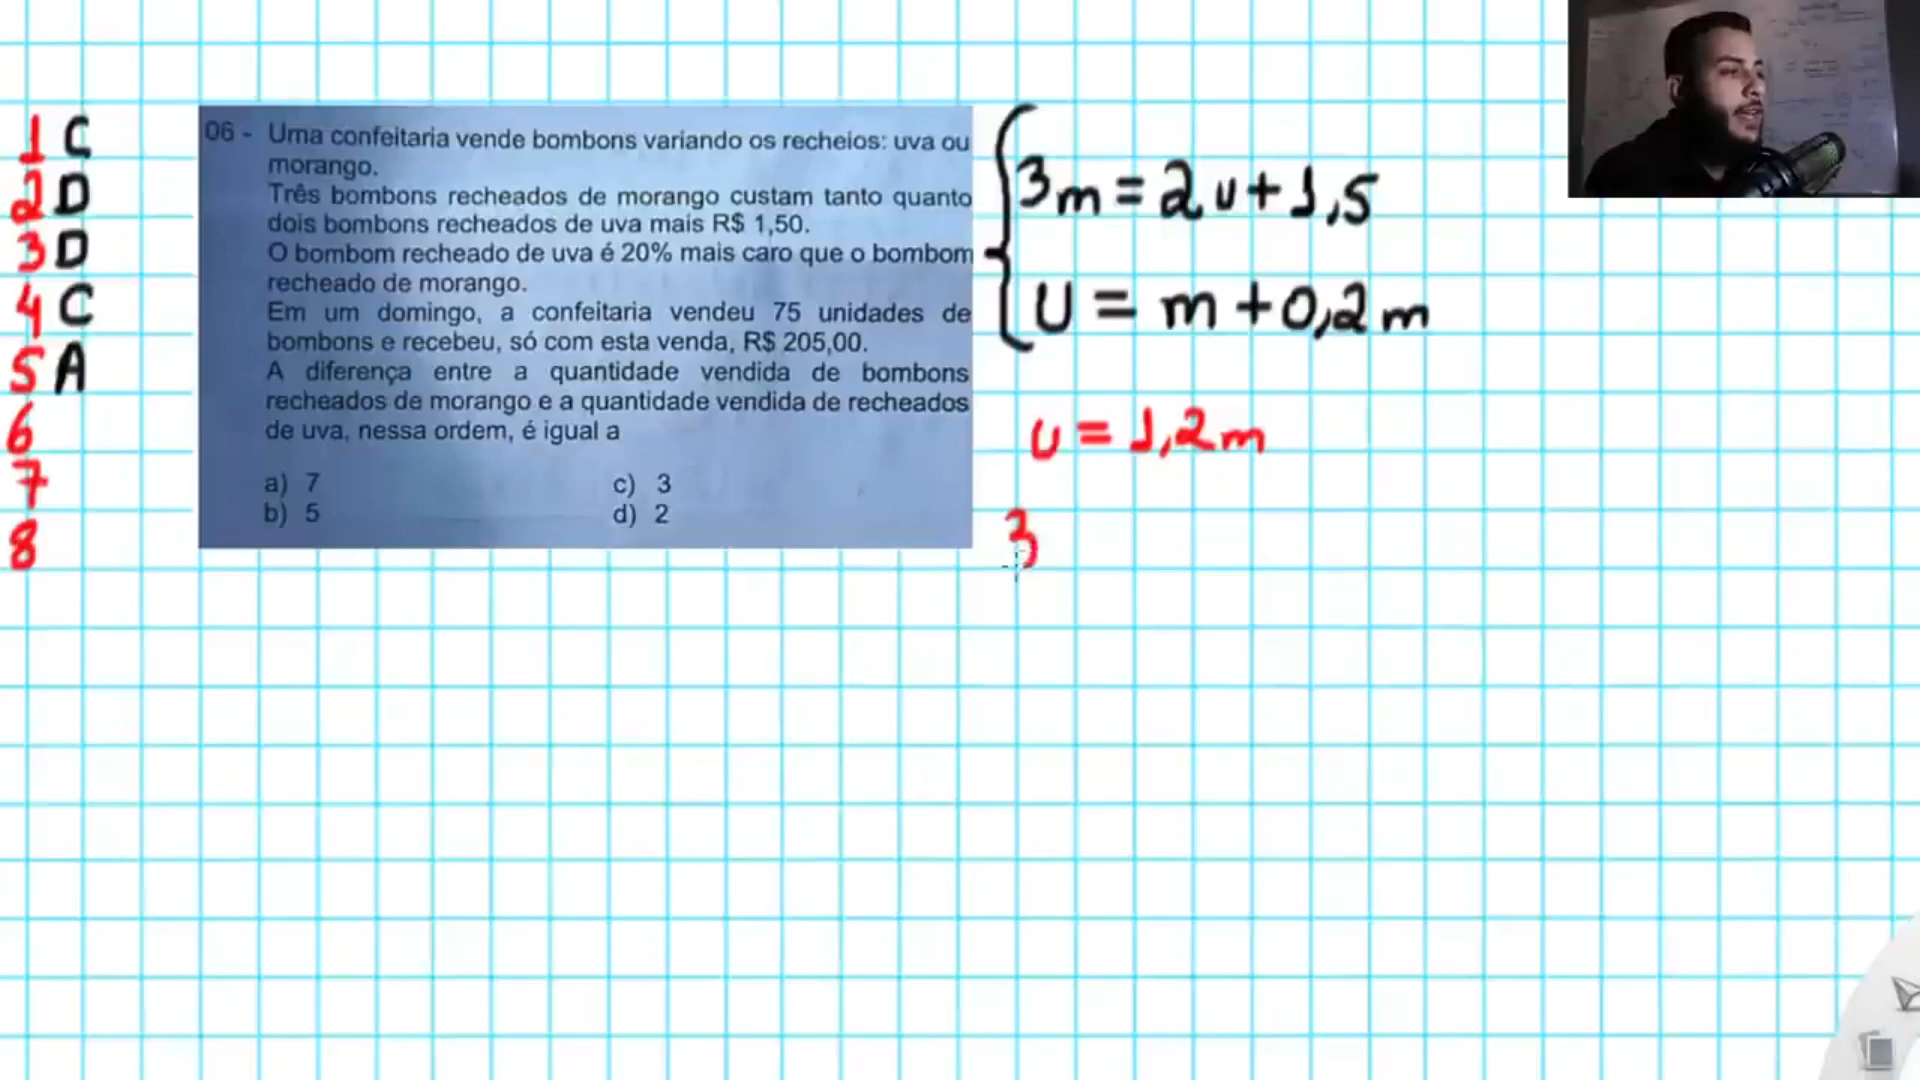 1 C
2 D
3 D
4 C
5 A
6
7
8
06 - Uma confeitaria vende bombons variando os recheios: uva ou
morango.
Três bombons recheados de morango custam tanto quanto
dois bombons recheados de uva mais R$ 1,50.
O bombom recheado de uva é 20% mais caro que o bombom
recheado de morango.
Em um domingo, a confeitaria vendeu 75 unidades de
bombons e recebeu, só com esta venda, R$ 205,00.
A diferença entre a quantidade vendida de bombons
recheados de morango e a quantidade vendida de recheados
de uva, nessa ordem, é igual a
a) 7 c) 3
b) 5 d) 2
3m = 2u + 1,5
U = m + 0,2m
u = 1,2m
3